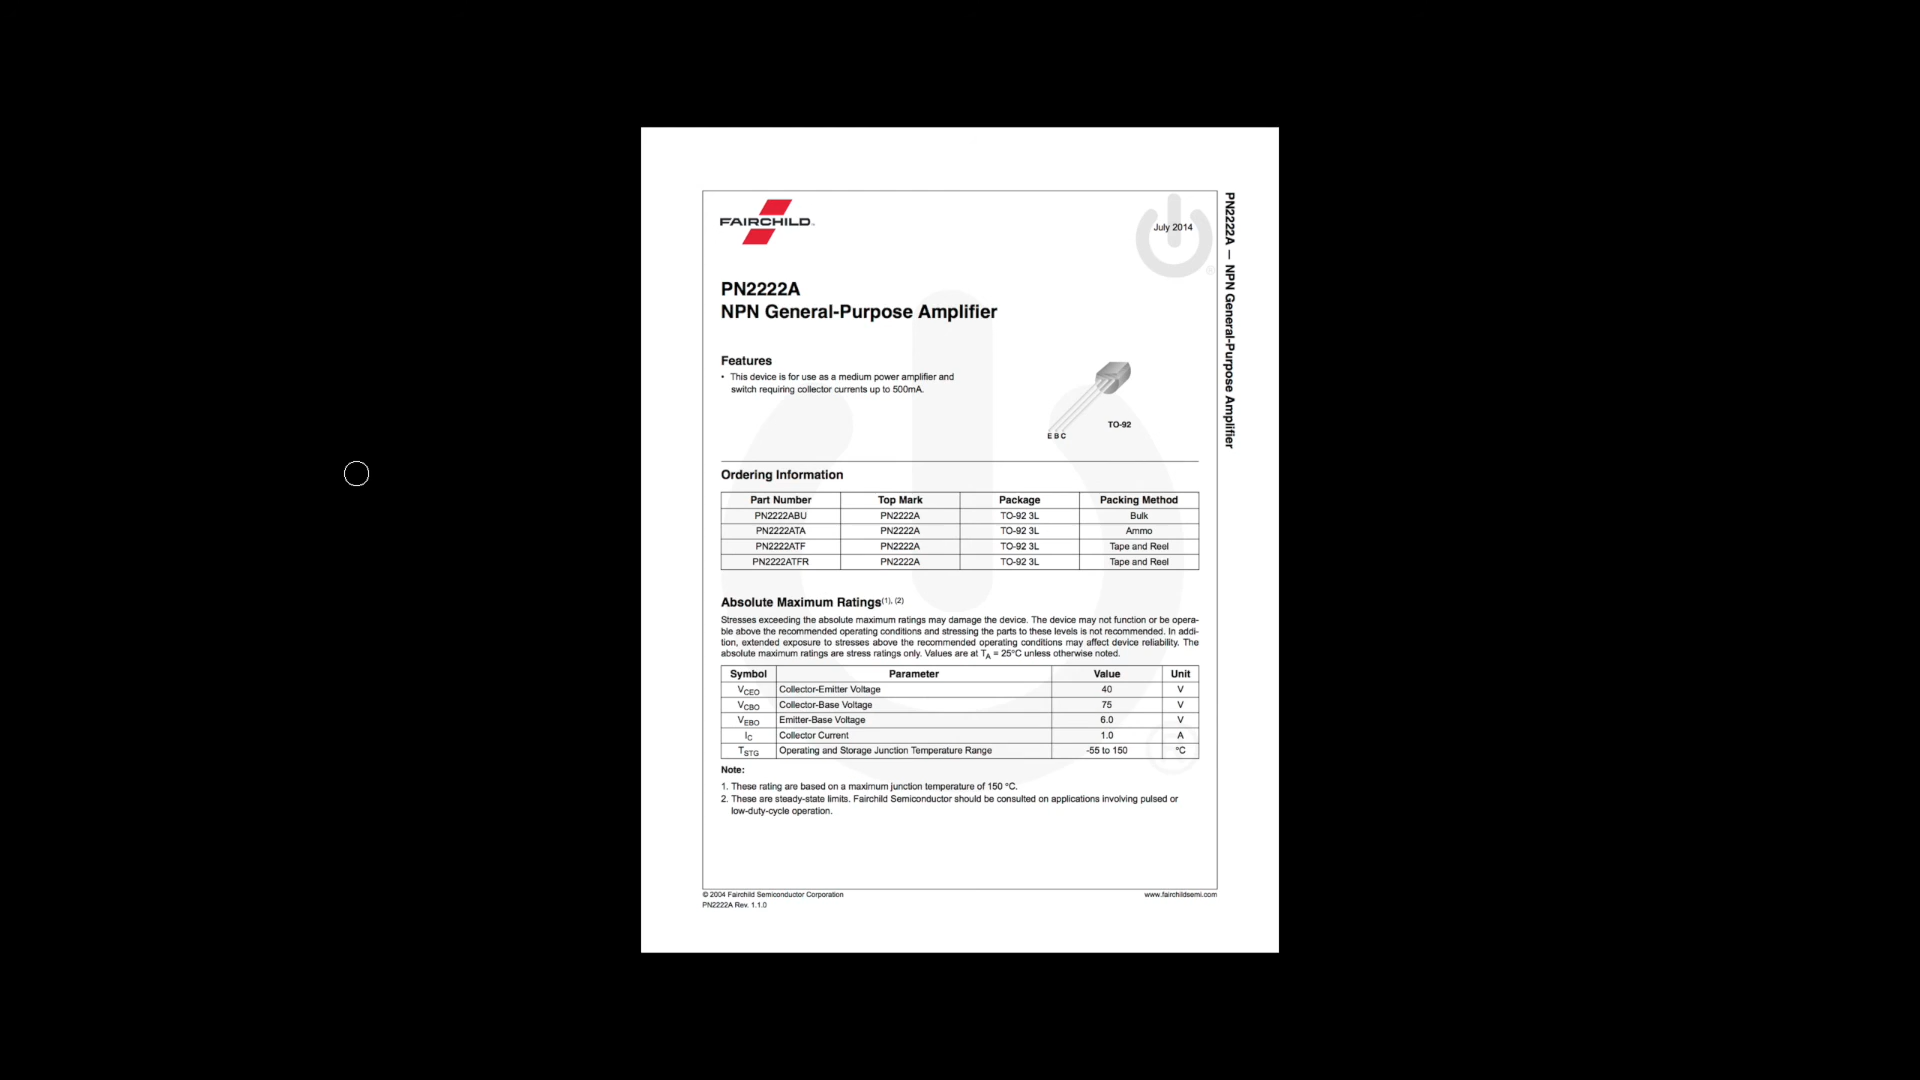 FAIRCHILD™
July 2014
PN2222A — NPN General-Purpose Amplifier
PN2222A
NPN General-Purpose Amplifier
Features
• This device is for use as a medium power amplifier and
switch requiring collector currents up to 500mA.
TO-92
E B C
Ordering Information
Part Number Top Mark Package Packing Method
PN2222ABU PN2222A TO-92 3L Bulk
PN2222ATA PN2222A TO-92 3L Ammo
PN2222ATF PN2222A TO-92 3L Tape and Reel
PN2222ATFR PN2222A TO-92 3L Tape and Reel
Absolute Maximum Ratings(1), (2)
Stresses exceeding the absolute maximum ratings may damage the device. The device may not function or be opera-
ble above the recommended operating conditions and stressing the parts to these levels is not recommended. In addi-
tion, extended exposure to stresses above the recommended operating conditions may affect device reliability. The
absolute maximum ratings are stress ratings only. Values are at TA = 25°C unless otherwise noted.
Symbol Parameter Value Unit
VCEO Collector-Emitter Voltage 40 V
VCBO Collector-Base Voltage 75 V
VEBO Emitter-Base Voltage 6.0 V
IC Collector Current 1.0 A
TSTG Operating and Storage Junction Temperature Range -55 to 150 °C
Note:
1. These rating are based on a maximum junction temperature of 150 °C.
2. These are steady-state limits. Fairchild Semiconductor should be consulted on applications involving pulsed or
low-duty-cycle operation.
© 2004 Fairchild Semiconductor Corporation www.fairchildsemi.com
PN2222A Rev. 1.1.0